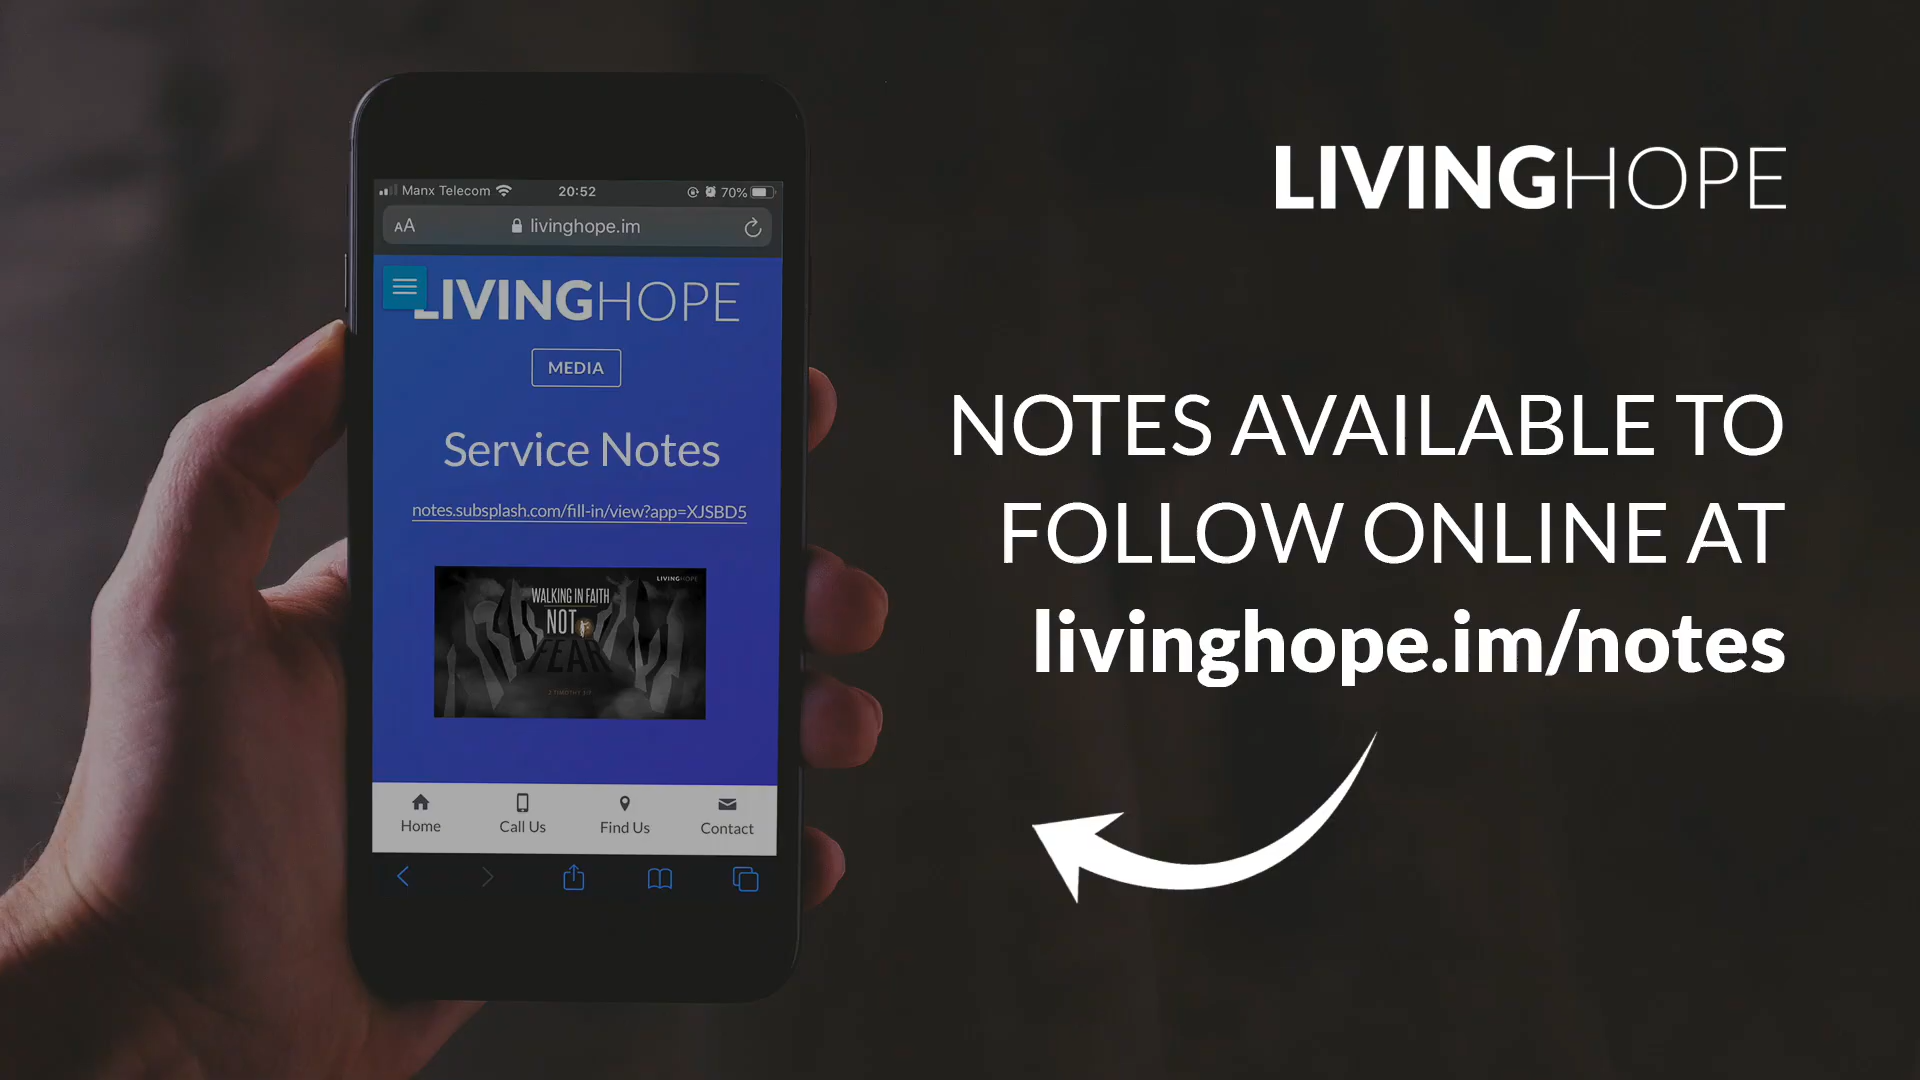 Manx Telecom
20:52
70%
AA
livinghope.im
LIVINGHOPE
MEDIA
Service Notes
notes.subsplash.com/fill-in/view?app=XJSBD5
LIVINGHOPE
WALKING IN FAITH
NOT
FEAR
Home
Call Us
Find Us
Contact
LIVINGHOPE
NOTES AVAILABLE TO
FOLLOW ONLINE AT
livinghope.im/notes